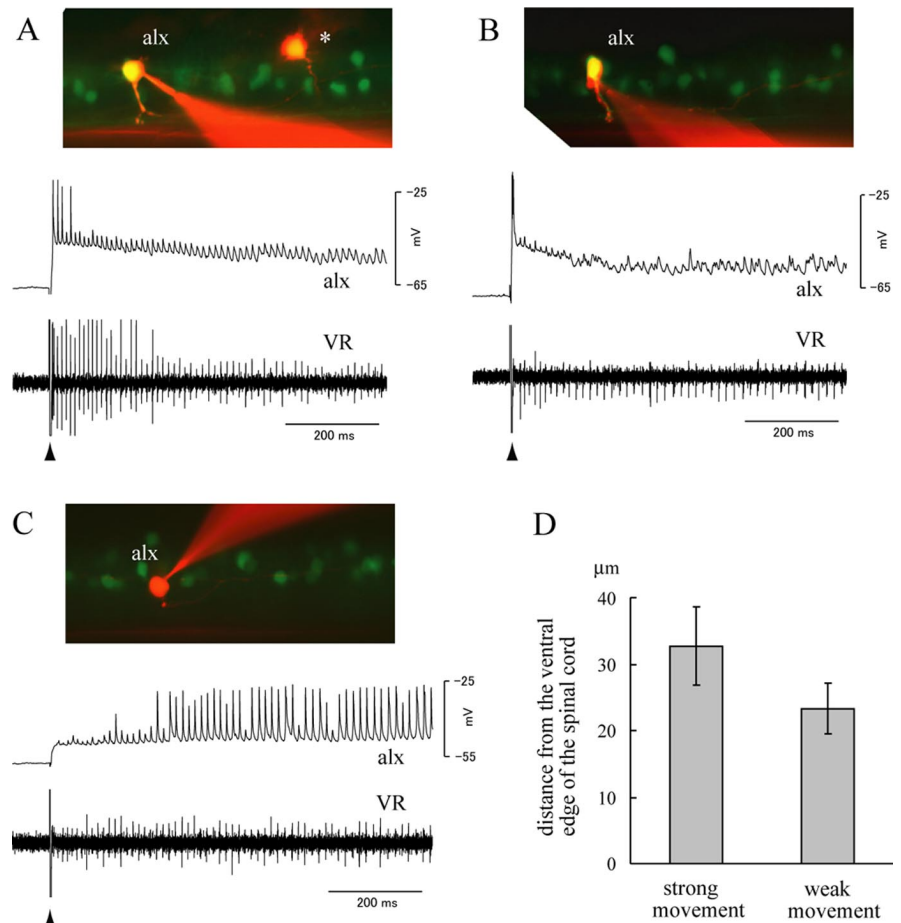 A
alx
*
−25
mV
−65
alx
VR
200 ms
B
alx
−25
mV
−65
alx
VR
200 ms
C
alx
−25
mV
−55
alx
VR
200 ms
D
µm
distance from the ventral
edge of the spinal cord
40
30
20
10
0
strong
movement
weak
movement